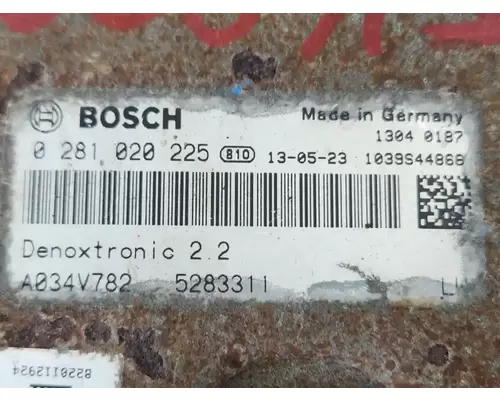 BOSCH
Made in Germany
1304 0187
0 281 020 225 810 13-05-23 1039S44868
Denoxtronic 2.2
A034V782 5283311
8220112924